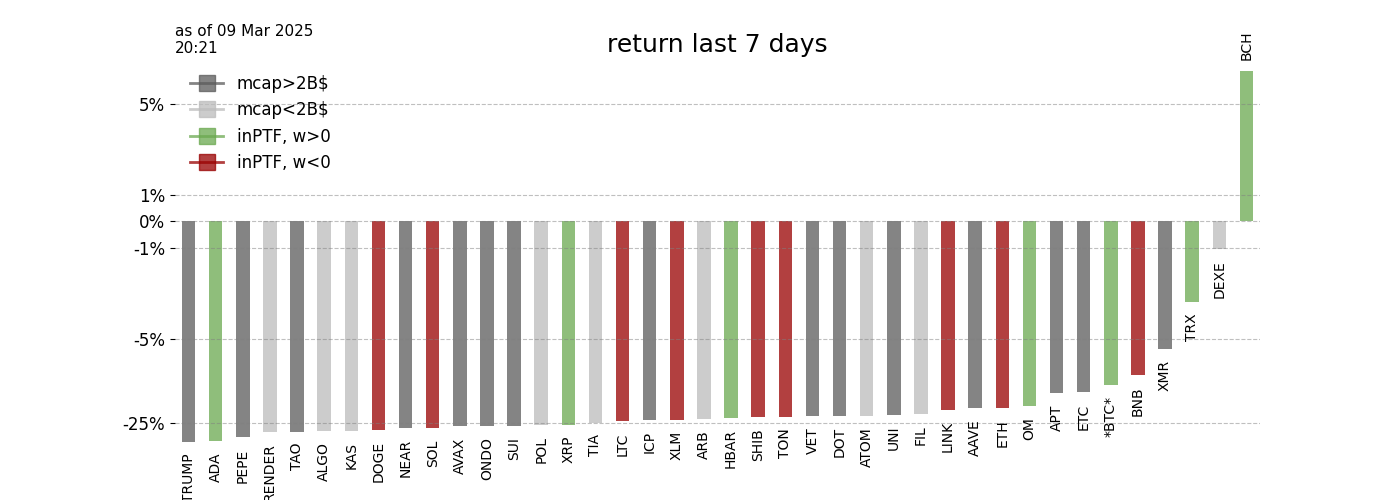 as of 09 Mar 2025
20:21
return last 7 days
mcap>2B$
mcap<2B$
inPTF, w>0
inPTF, w<0
5%
1%
0%
-1%
-5%
-25%
TRUMP
ADA
PEPE
RENDER
TAO
ALGO
KAS
DOGE
NEAR
SOL
AVAX
ONDO
SUI
POL
XRP
TIA
LTC
ICP
XLM
ARB
HBAR
SHIB
TON
VET
DOT
ATOM
UNI
FIL
LINK
AAVE
ETH
OM
APT
ETC
*BTC*
BNB
XMR
TRX
DEXE
BCH